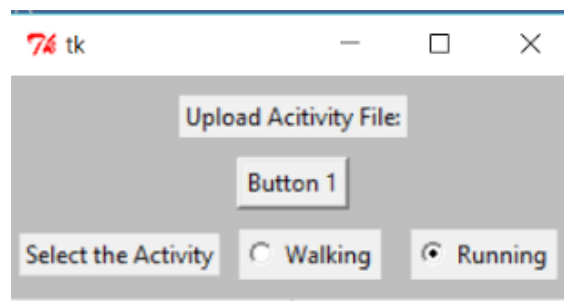 tk
Upload Acitivity File:
Button 1
Select the Activity Walking Running